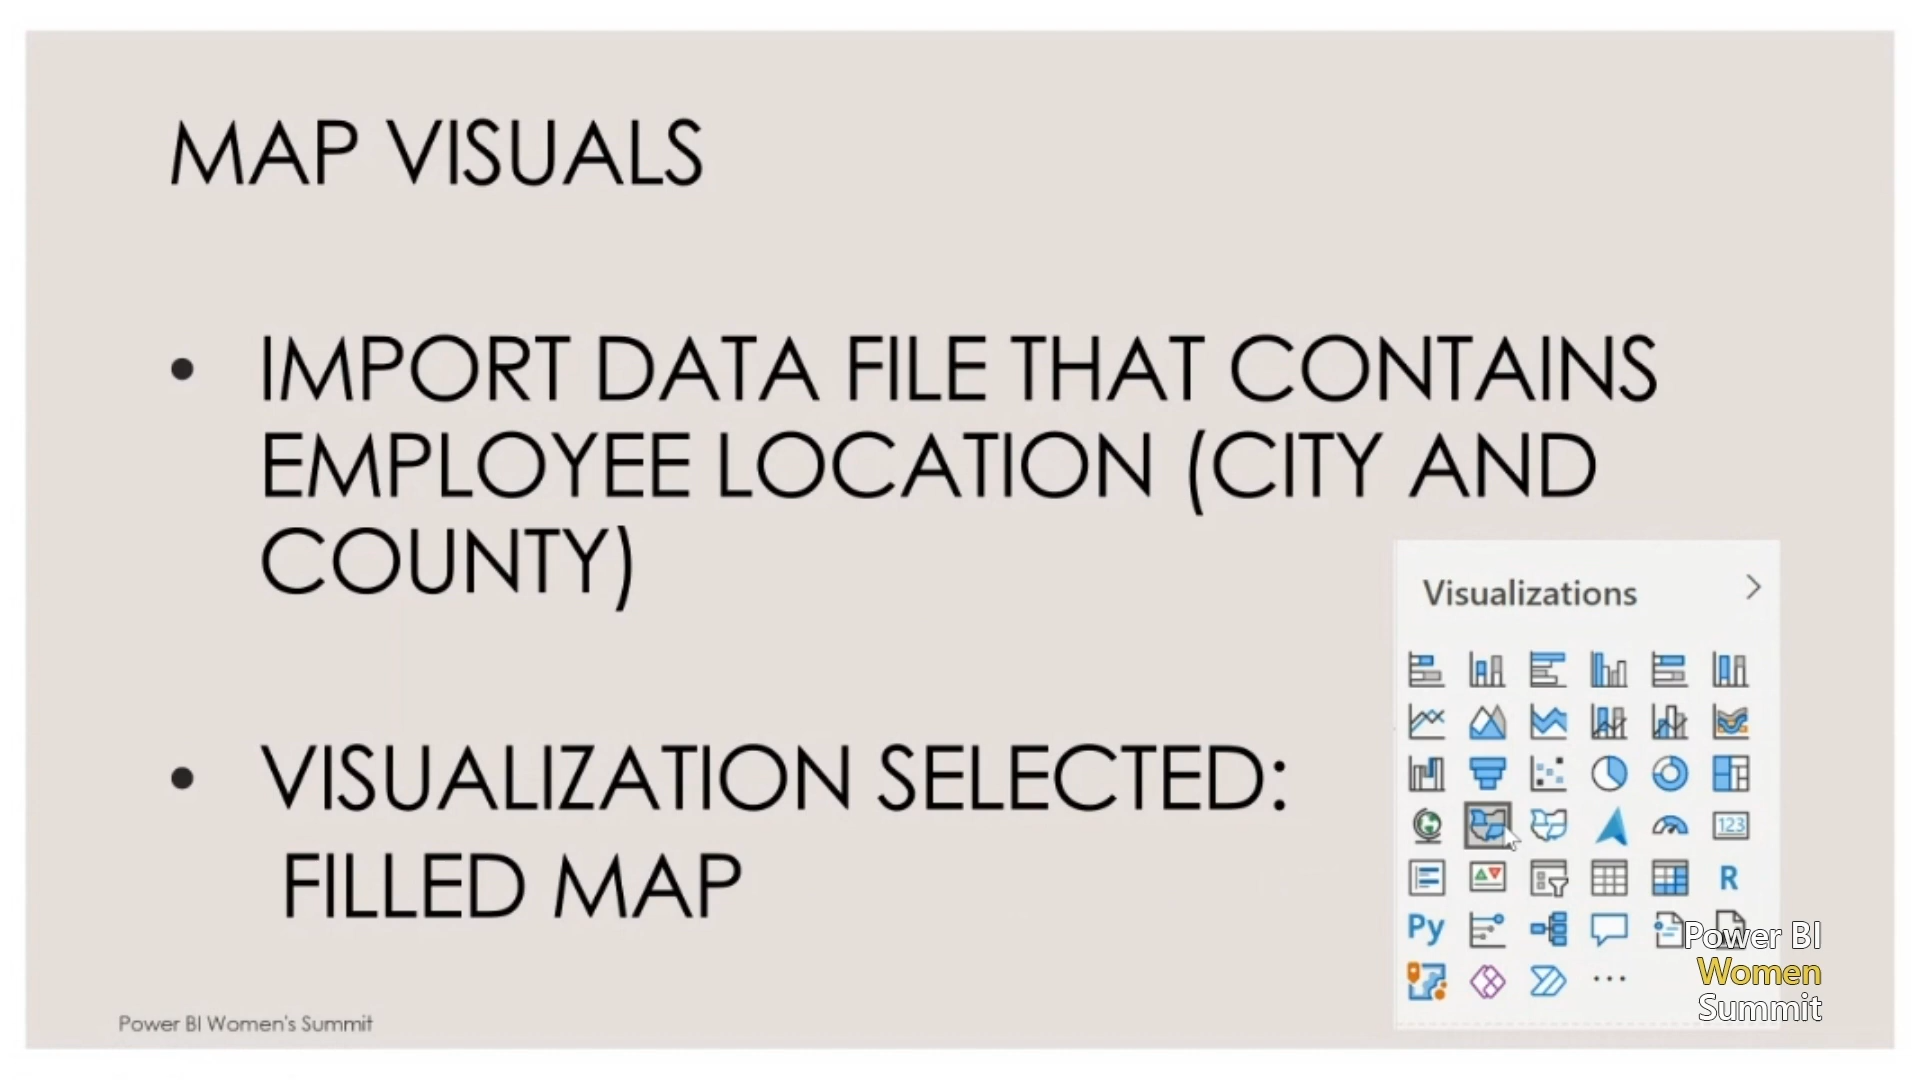 MAP VISUALS
• IMPORT DATA FILE THAT CONTAINS
EMPLOYEE LOCATION (CITY AND
COUNTY)
• VISUALIZATION SELECTED:
FILLED MAP
Visualizations
123
R
Py
...
Power BI
Women
Summit
Power BI Women's Summit